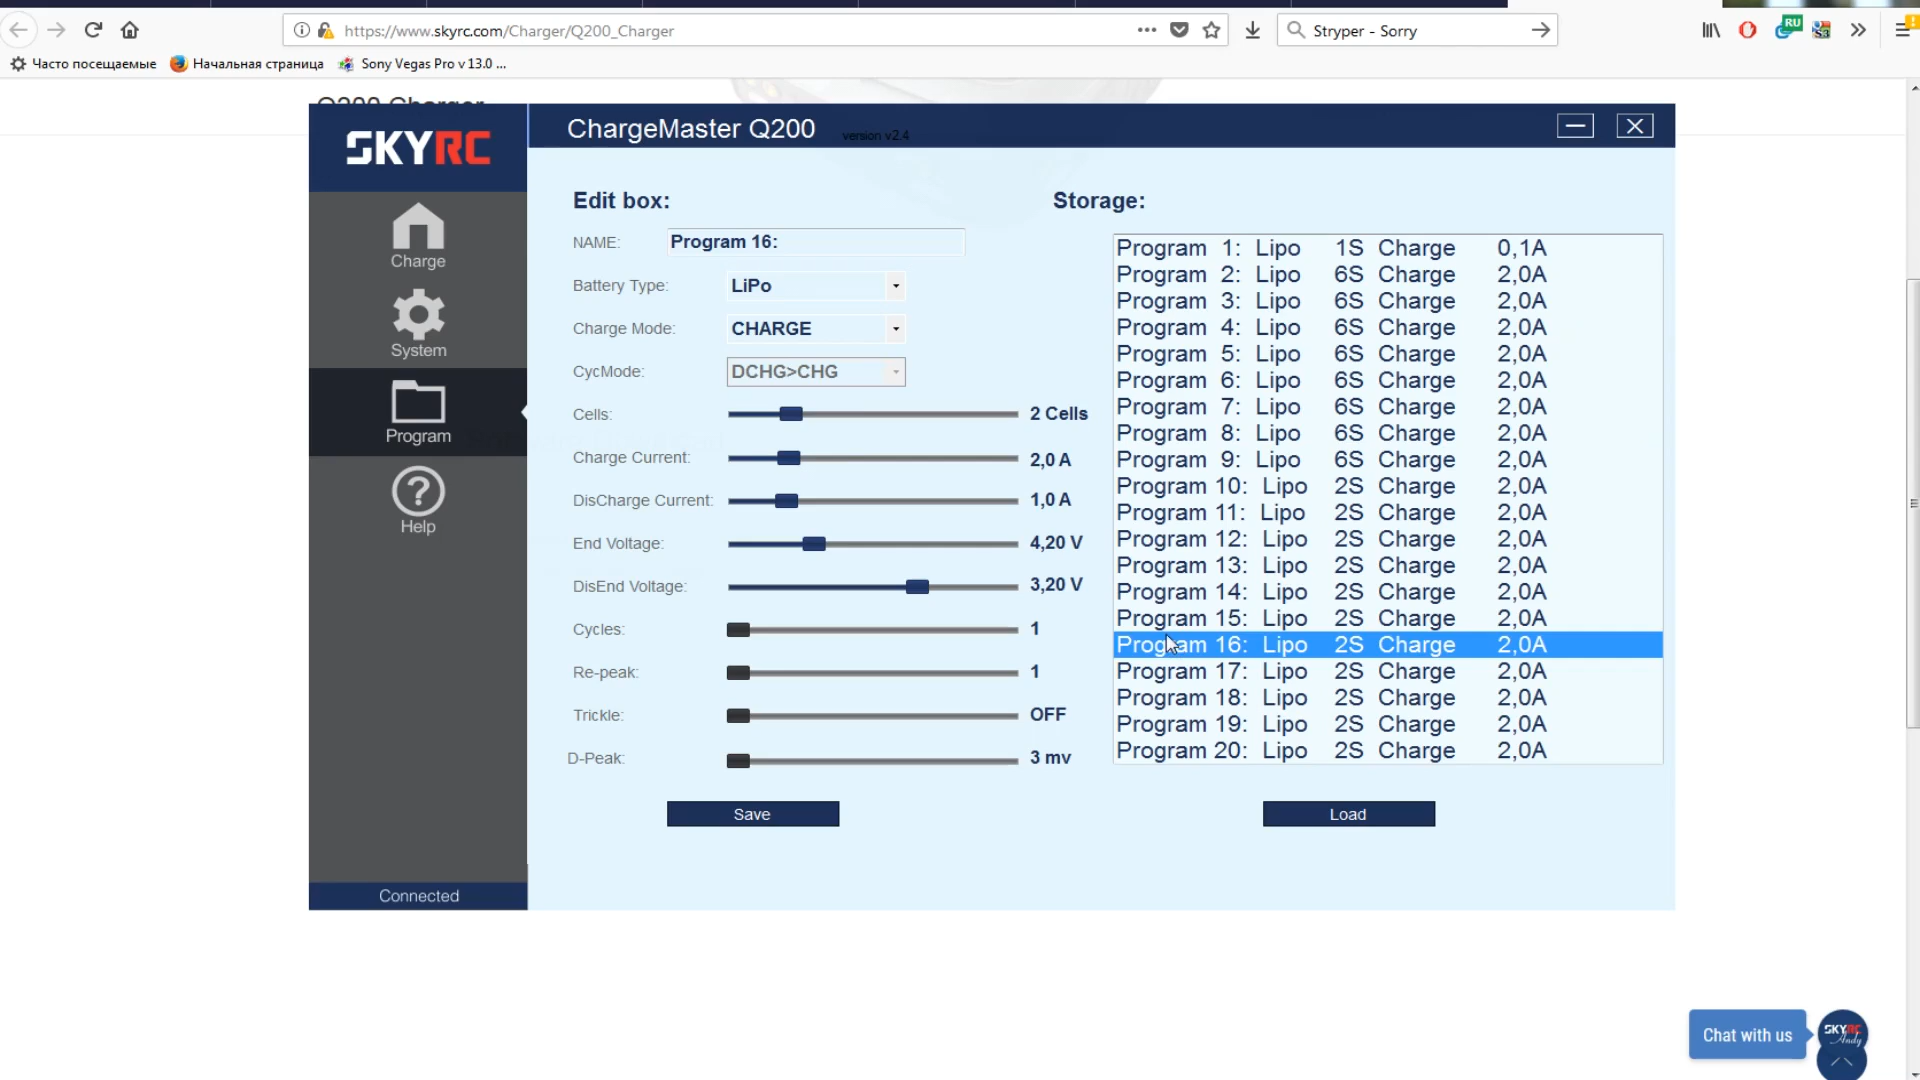 https://www.skyrc.com/Charger/Q200_Charger
Stryper - Sorry
RU
Часто посещаемые
Начальная страница
Sony Vegas Pro v 13.0 ...
Q200 Charger
SKYRC
ChargeMaster Q200
version v2.4
Charge
System
Program
Help
Connected
Edit box:
NAME: Program 16:
Battery Type: LiPo
Charge Mode: CHARGE
CycMode: DCHG>CHG
Cells: 2 Cells
Charge Current: 2,0 A
DisCharge Current: 1,0 A
End Voltage: 4,20 V
DisEnd Voltage: 3,20 V
Cycles: 1
Re-peak: 1
Trickle: OFF
D-Peak: 3 mv
Save
Storage:
Program 1: Lipo 1S Charge 0,1A
Program 2: Lipo 6S Charge 2,0A
Program 3: Lipo 6S Charge 2,0A
Program 4: Lipo 6S Charge 2,0A
Program 5: Lipo 6S Charge 2,0A
Program 6: Lipo 6S Charge 2,0A
Program 7: Lipo 6S Charge 2,0A
Program 8: Lipo 6S Charge 2,0A
Program 9: Lipo 6S Charge 2,0A
Program 10: Lipo 2S Charge 2,0A
Program 11: Lipo 2S Charge 2,0A
Program 12: Lipo 2S Charge 2,0A
Program 13: Lipo 2S Charge 2,0A
Program 14: Lipo 2S Charge 2,0A
Program 15: Lipo 2S Charge 2,0A
Program 16: Lipo 2S Charge 2,0A
Program 17: Lipo 2S Charge 2,0A
Program 18: Lipo 2S Charge 2,0A
Program 19: Lipo 2S Charge 2,0A
Program 20: Lipo 2S Charge 2,0A
Load
Chat with us
SKYRC
Andy